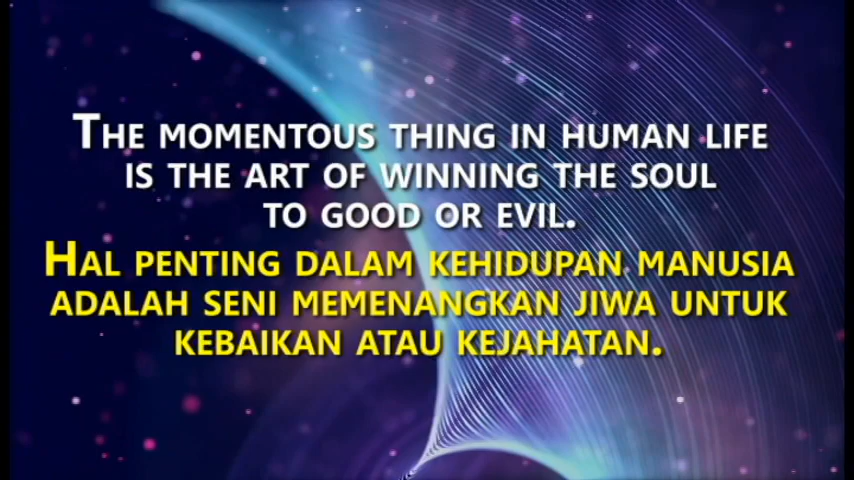 The momentous thing in human life
is the art of winning the soul
to good or evil.
Hal penting dalam kehidupan manusia
adalah seni memenangkan jiwa untuk
kebaikan atau kejahatan.